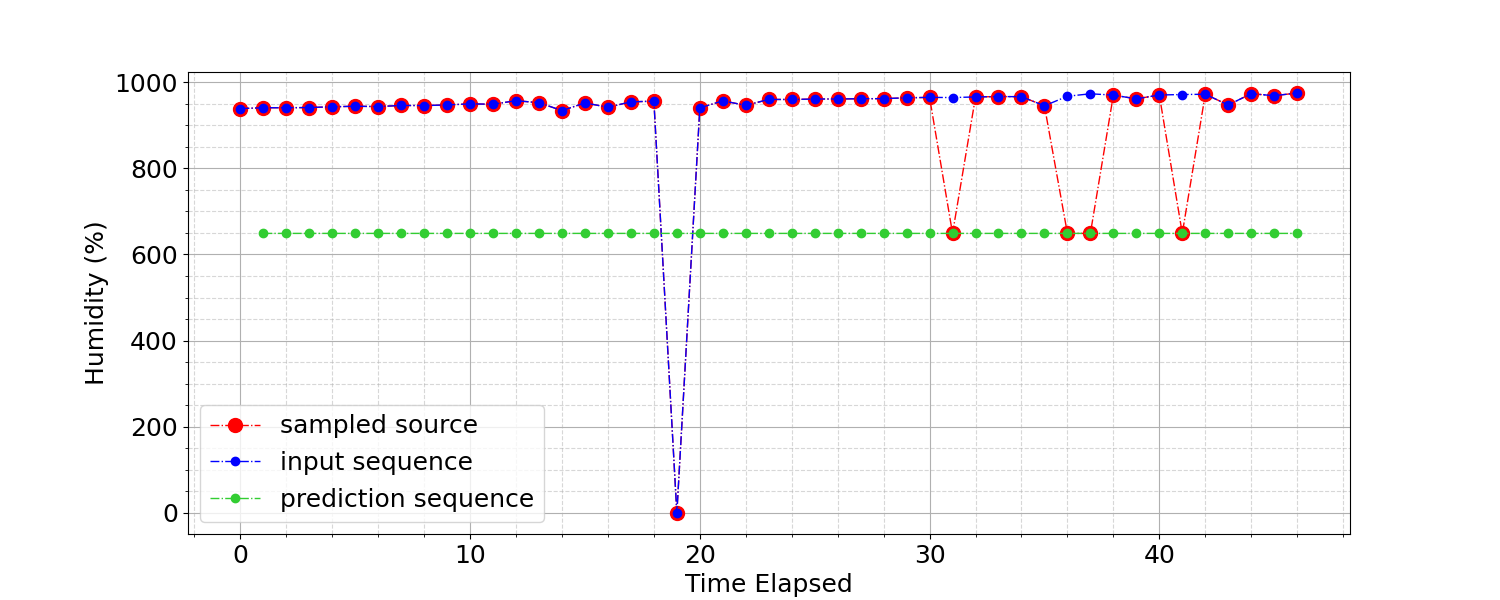 1000
800
600
400
200
0
Humidity (%)
sampled source
input sequence
prediction sequence
0 10 20 30 40
Time Elapsed